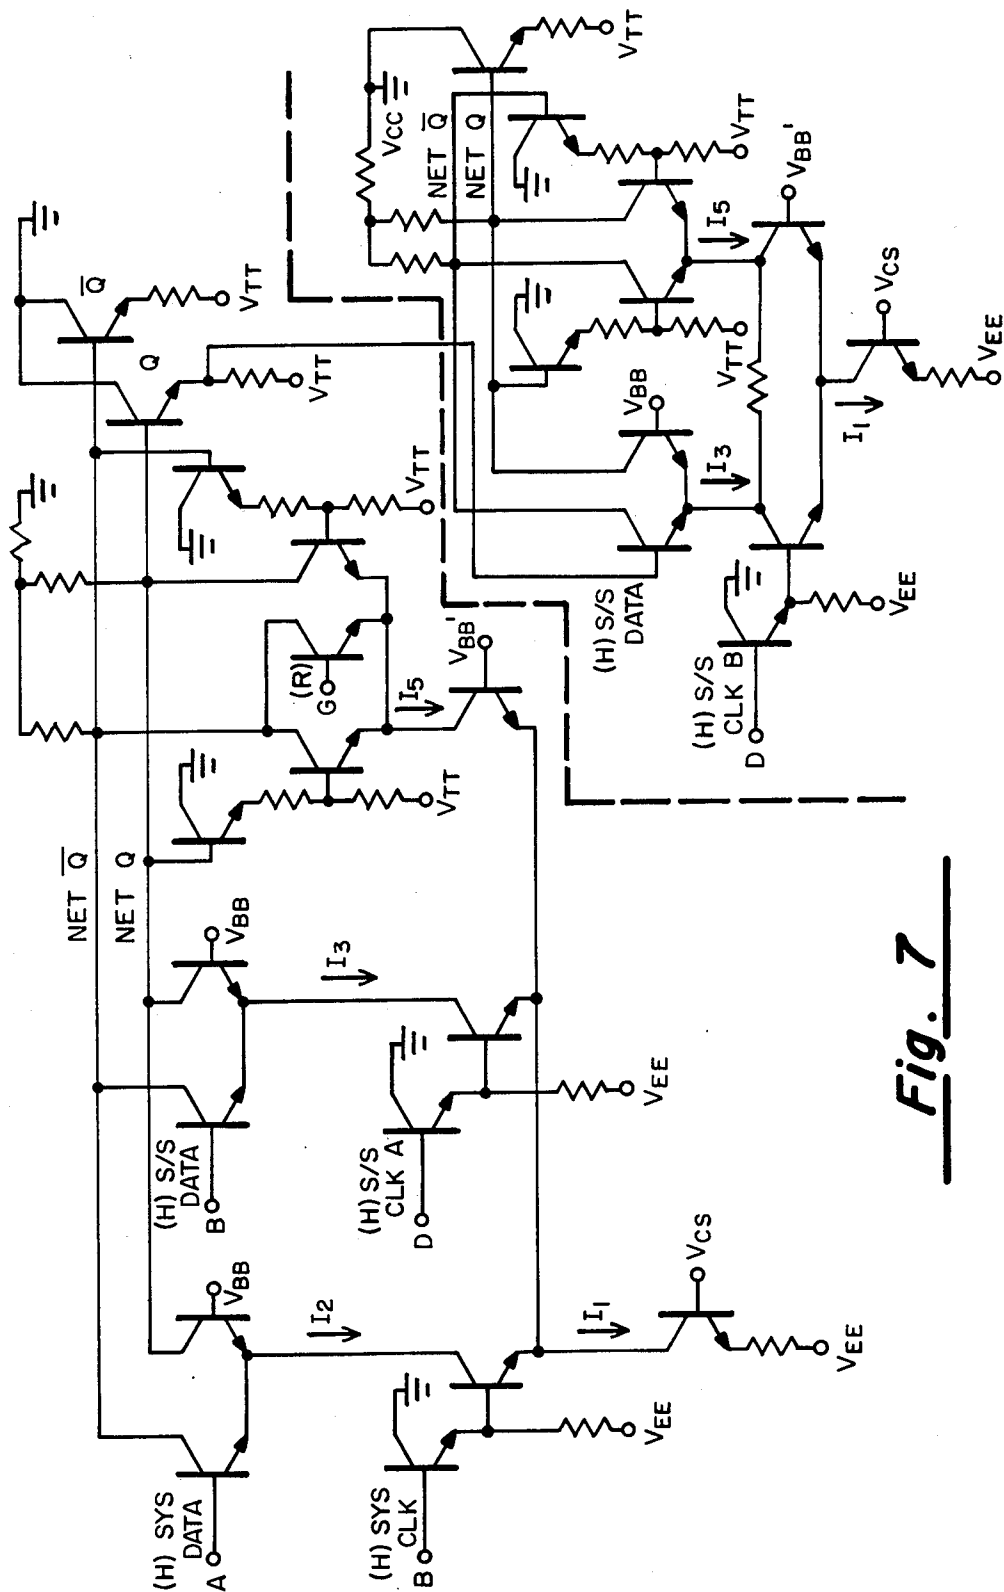 NET Q̅
NET Q
Q̅
Q
VTT
VTT
(H) SYS
DATA
A
VBB
(H) S/S
DATA
B
VBB
VTT
(R)
G
VTT
I2
I3
I5
(H) SYS
CLK
B
VEE
(H) S/S
CLK A
D
VEE
VBB'
I1
VCS
VEE
VCC
NET Q̅
NET Q
VTT
VTT
VTT
(H) S/S
DATA
VBB
I3
I5
(H) S/S
CLK B
D
VEE
VBB'
I1
VCS
VEE
Fig. 7